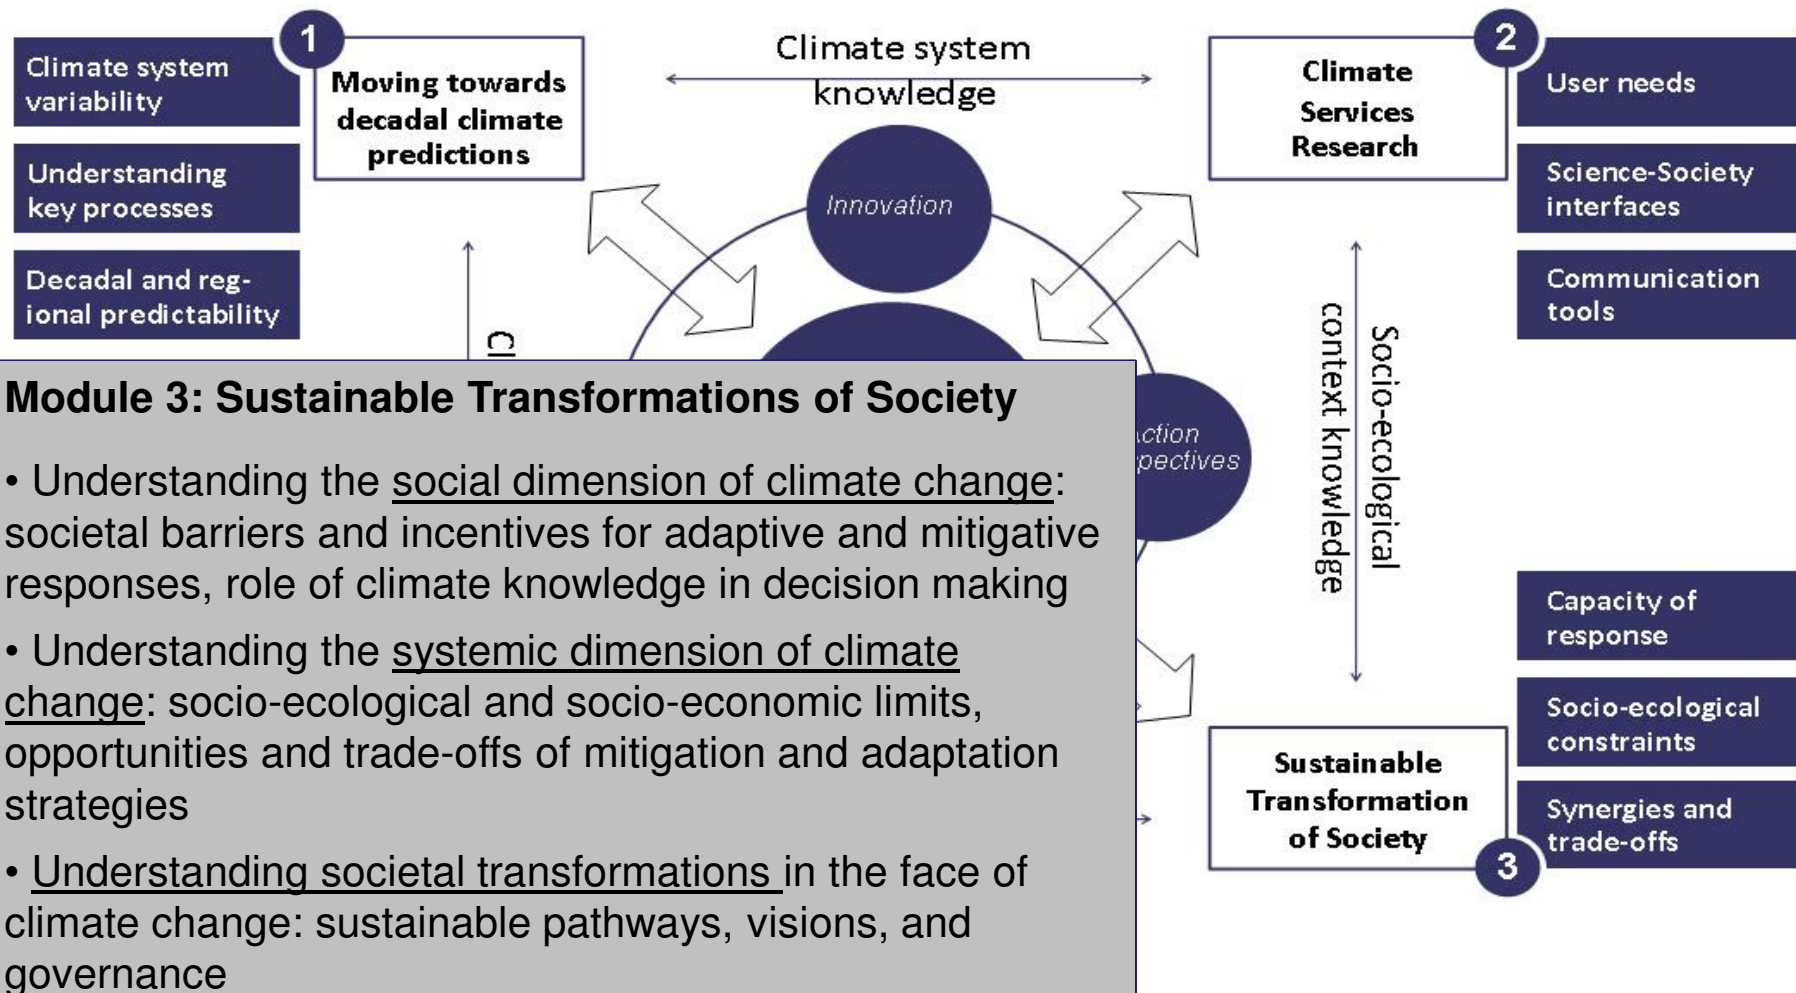 1
Moving towards
decadal climate
predictions
Climate system
variability
Understanding
key processes
Decadal and reg-
ional predictability
Climate system
knowledge
Innovation
2
Climate
Services
Research
User needs
Science-Society
interfaces
Communication
tools
Socio-ecological
context knowledge
Module 3: Sustainable Transformations of Society
• Understanding the social dimension of climate change:
societal barriers and incentives for adaptive and mitigative
responses, role of climate knowledge in decision making
• Understanding the systemic dimension of climate
change: socio-ecological and socio-economic limits,
opportunities and trade-offs of mitigation and adaptation
strategies
• Understanding societal transformations in the face of
climate change: sustainable pathways, visions, and
governance
Sustainable
Transformation
of Society
3
Capacity of
response
Socio-ecological
constraints
Synergies and
trade-offs